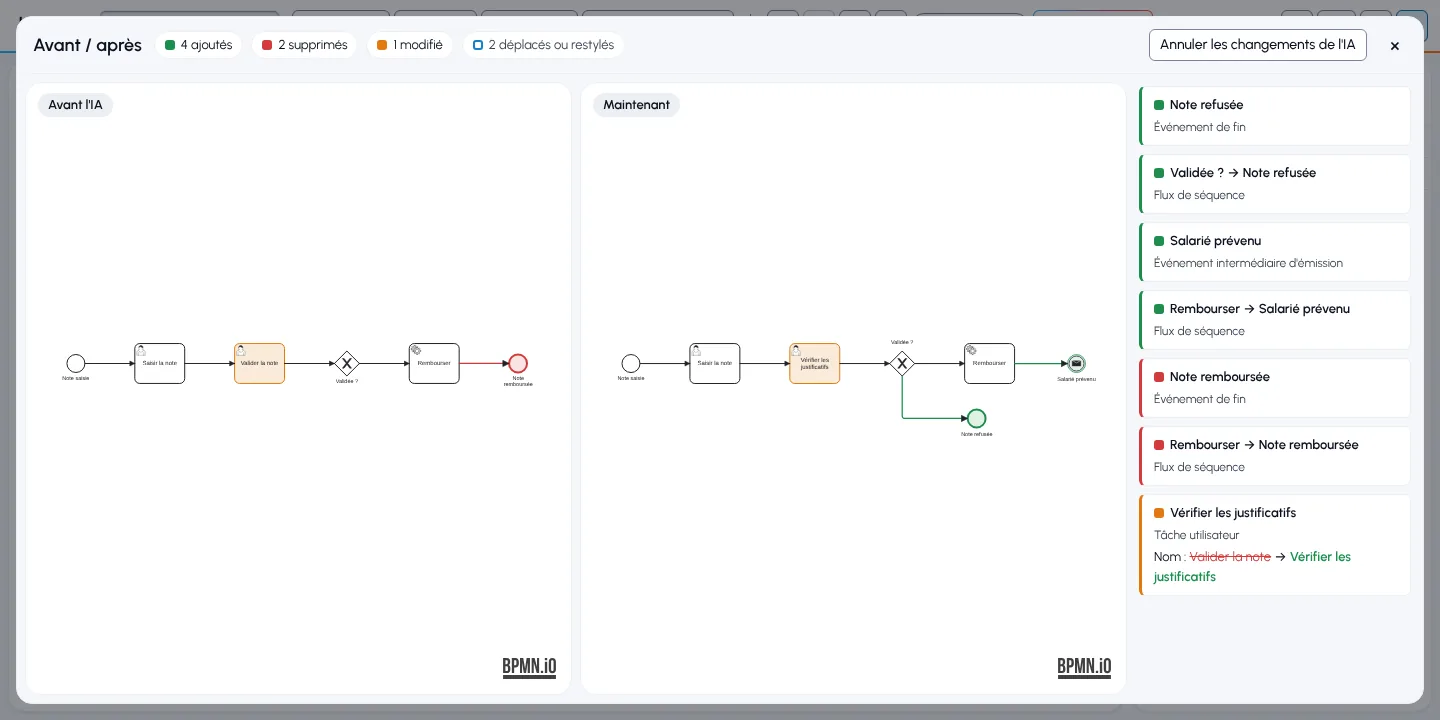 Avant / après
4 ajoutés
2 supprimés
1 modifié
2 déplacés ou restylés
Annuler les changements de l'IA
×
Avant l'IA
Note saisie
Saisir la note
Valider la note
Validée ?
Rembourser
Note
remboursée
BPMN.iO
Maintenant
Note saisie
Saisir la note
Vérifier les
justificatifs
Validée ?
Rembourser
Salarié prévenu
Note refusée
BPMN.iO
Note refusée
Événement de fin
Validée ? → Note refusée
Flux de séquence
Salarié prévenu
Événement intermédiaire d'émission
Rembourser → Salarié prévenu
Flux de séquence
Note remboursée
Événement de fin
Rembourser → Note remboursée
Flux de séquence
Vérifier les justificatifs
Tâche utilisateur
Nom : Valider la note → Vérifier les
justificatifs